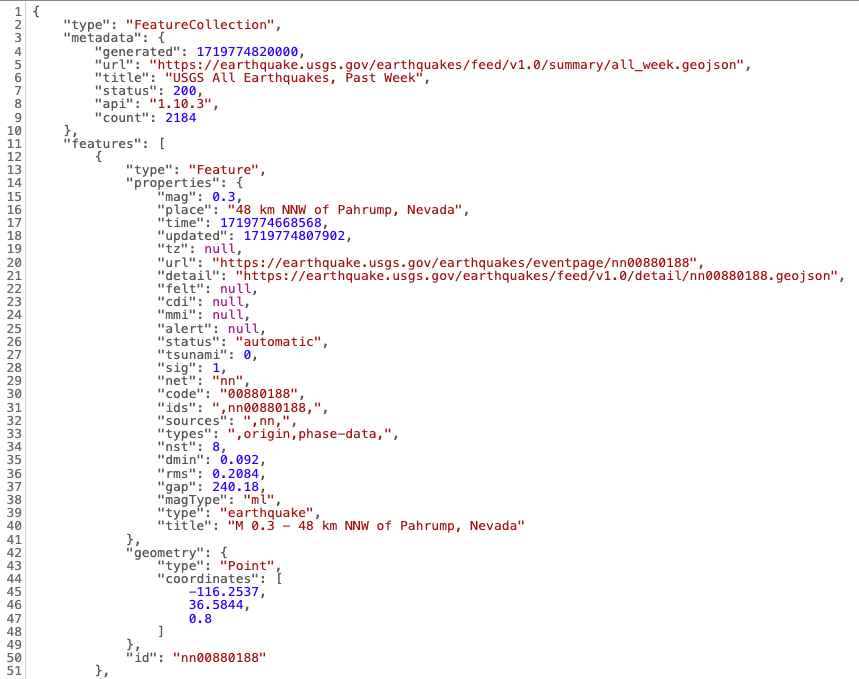 1 {
2     "type": "FeatureCollection",
3     "metadata": {
4         "generated": 1719774820000,
5         "url": "https://earthquake.usgs.gov/earthquakes/feed/v1.0/summary/all_week.geojson",
6         "title": "USGS All Earthquakes, Past Week",
7         "status": 200,
8         "api": "1.10.3",
9         "count": 2184
10     },
11     "features": [
12         {
13             "type": "Feature",
14             "properties": {
15                 "mag": 0.3,
16                 "place": "48 km NNW of Pahrump, Nevada",
17                 "time": 1719774668568,
18                 "updated": 1719774807902,
19                 "tz": null,
20                 "url": "https://earthquake.usgs.gov/earthquakes/eventpage/nn00880188",
21                 "detail": "https://earthquake.usgs.gov/earthquakes/feed/v1.0/detail/nn00880188.geojson",
22                 "felt": null,
23                 "cdi": null,
24                 "mmi": null,
25                 "alert": null,
26                 "status": "automatic",
27                 "tsunami": 0,
28                 "sig": 1,
29                 "net": "nn",
30                 "code": "00880188",
31                 "ids": ",nn00880188,",
32                 "sources": ",nn,",
33                 "types": ",origin,phase-data,",
34                 "nst": 8,
35                 "dmin": 0.092,
36                 "rms": 0.2084,
37                 "gap": 240.18,
38                 "magType": "ml",
39                 "type": "earthquake",
40                 "title": "M 0.3 - 48 km NNW of Pahrump, Nevada"
41             },
42             "geometry": {
43                 "type": "Point",
44                 "coordinates": [
45                     -116.2537,
46                     36.5844,
47                     0.8
48                 ]
49             },
50             "id": "nn00880188"
51         },